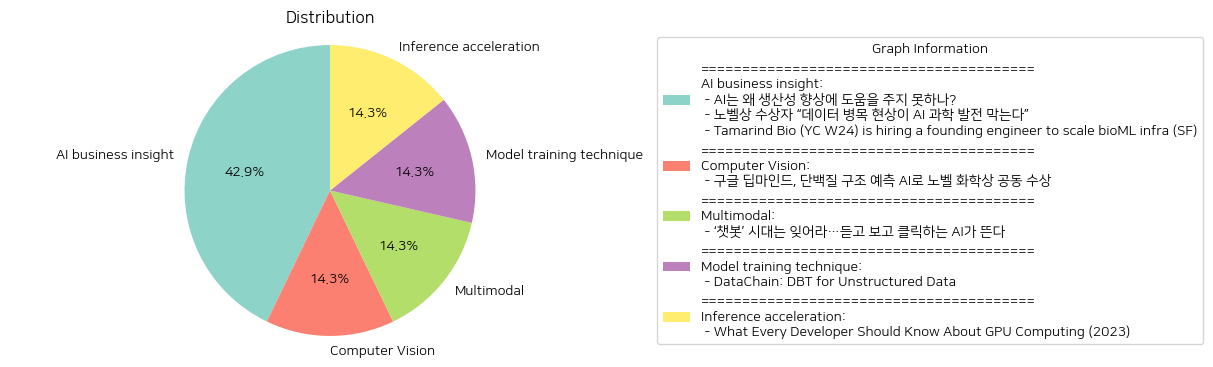 Distribution
Inference acceleration
14.3%
AI business insight
42.9%
Model training technique
14.3%
14.3%
Multimodal
14.3%
Computer Vision
Graph Information
========================================
AI business insight:
- AI는 왜 생산성 향상에 도움을 주지 못하나?
- 노벨상 수상자 “데이터 병목 현상이 AI 과학 발전 막는다”
- Tamarind Bio (YC W24) is hiring a founding engineer to scale bioML infra (SF)
========================================
Computer Vision:
- 구글 딥마인드, 단백질 구조 예측 AI로 노벨 화학상 공동 수상
========================================
Multimodal:
- ‘챗봇’ 시대는 잊어라…듣고 보고 클릭하는 AI가 뜬다
========================================
Model training technique:
- DataChain: DBT for Unstructured Data
========================================
Inference acceleration:
- What Every Developer Should Know About GPU Computing (2023)